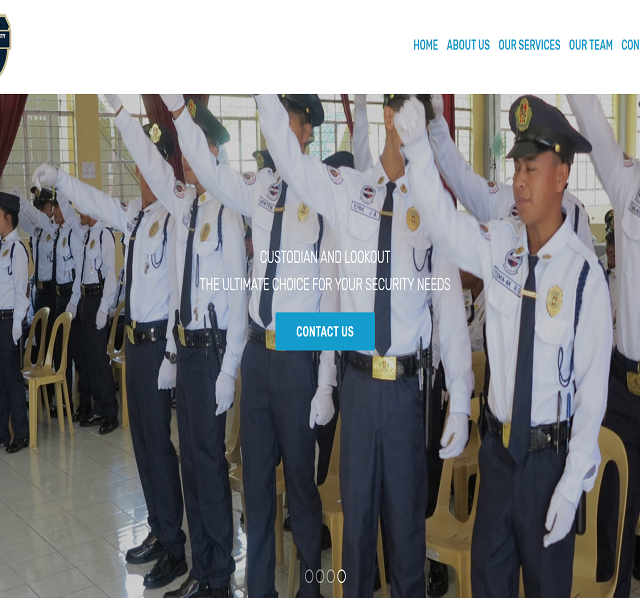 HOME ABOUT US OUR SERVICES OUR TEAM CON
CUSTODIAN AND LOOKOUT
THE ULTIMATE CHOICE FOR YOUR SECURITY NEEDS
CONTACT US